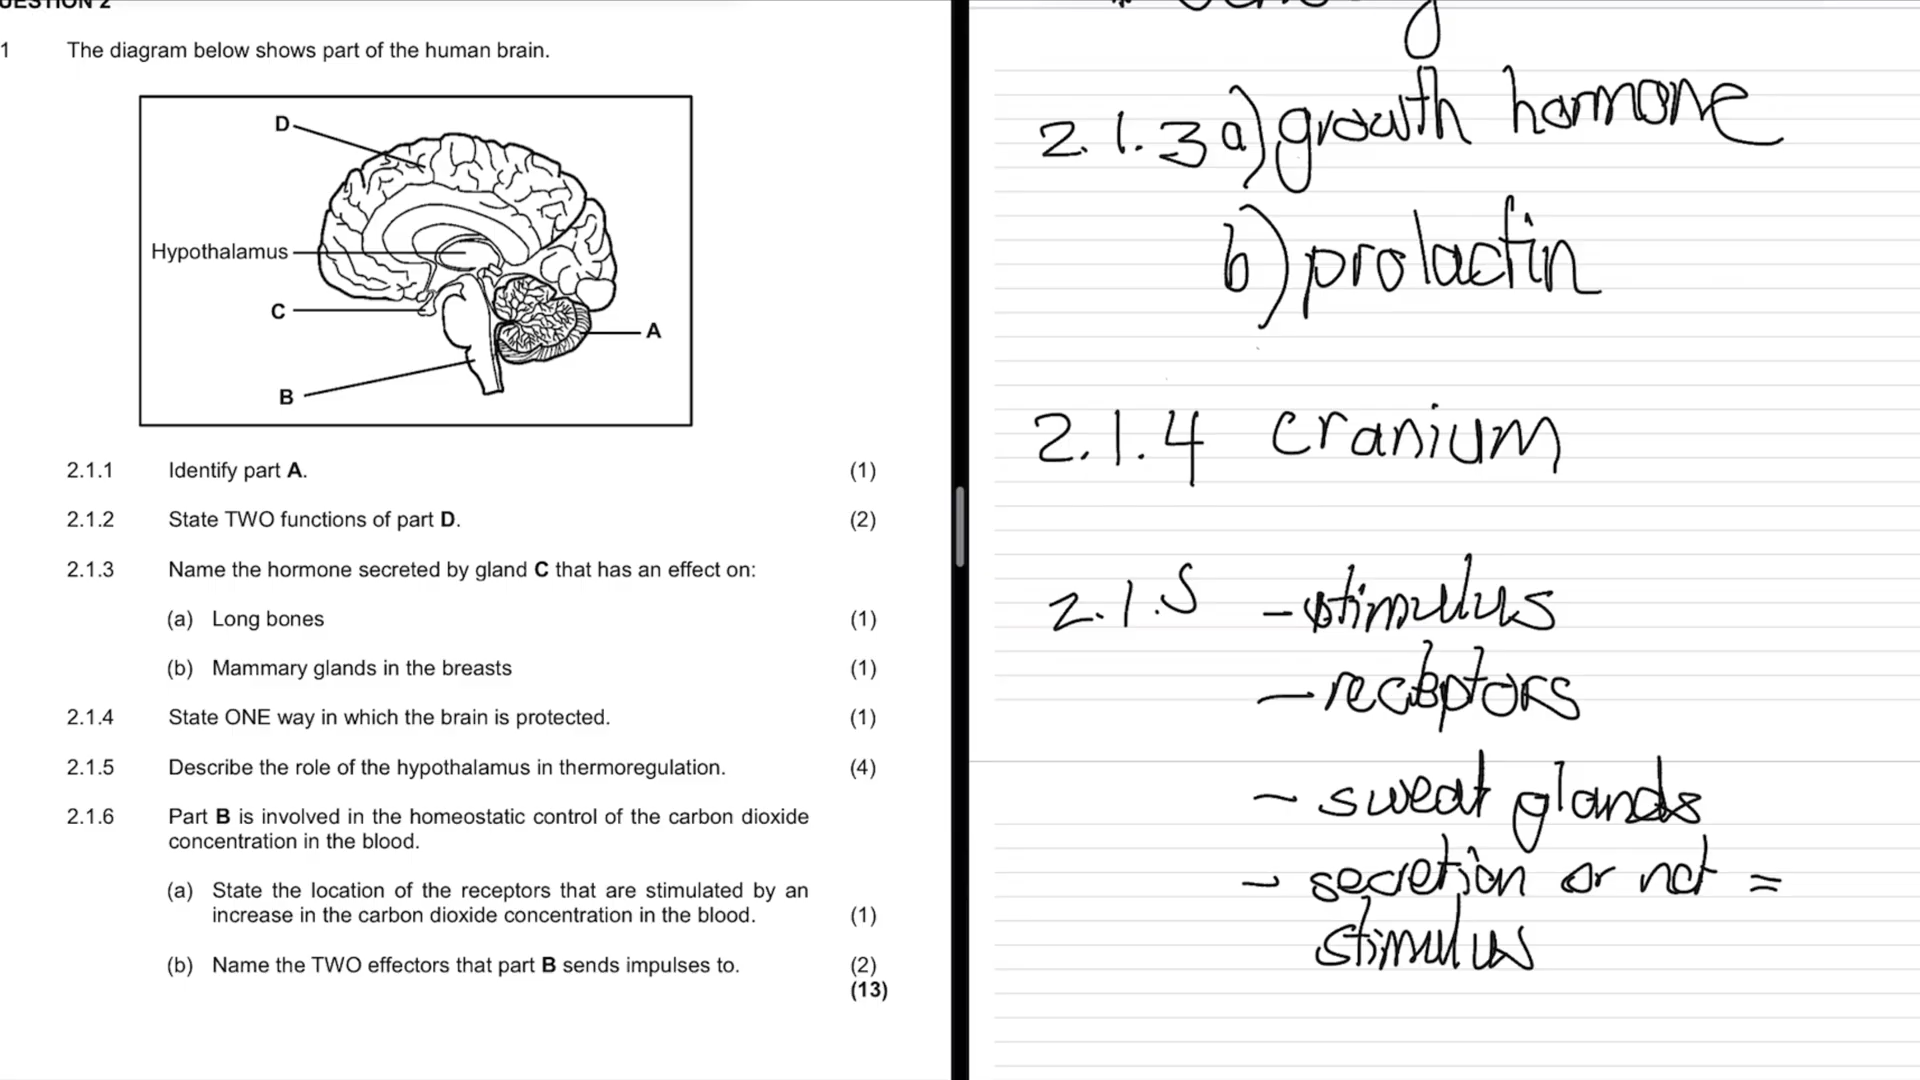 1 The diagram below shows part of the human brain.
D
Hypothalamus
C
A
B
2.1.1 Identify part A. (1)
2.1.2 State TWO functions of part D. (2)
2.1.3 Name the hormone secreted by gland C that has an effect on:
(a) Long bones (1)
(b) Mammary glands in the breasts (1)
2.1.4 State ONE way in which the brain is protected. (1)
2.1.5 Describe the role of the hypothalamus in thermoregulation. (4)
2.1.6 Part B is involved in the homeostatic control of the carbon dioxide
concentration in the blood.
(a) State the location of the receptors that are stimulated by an
increase in the carbon dioxide concentration in the blood. (1)
(b) Name the TWO effectors that part B sends impulses to. (2)
(13)
2.1.3 a) growth hormone
b) prolactin
2.1.4 cranium
2.1.5 - stimulus
- receptors
- sweat glands
- secretion or not =
stimulus